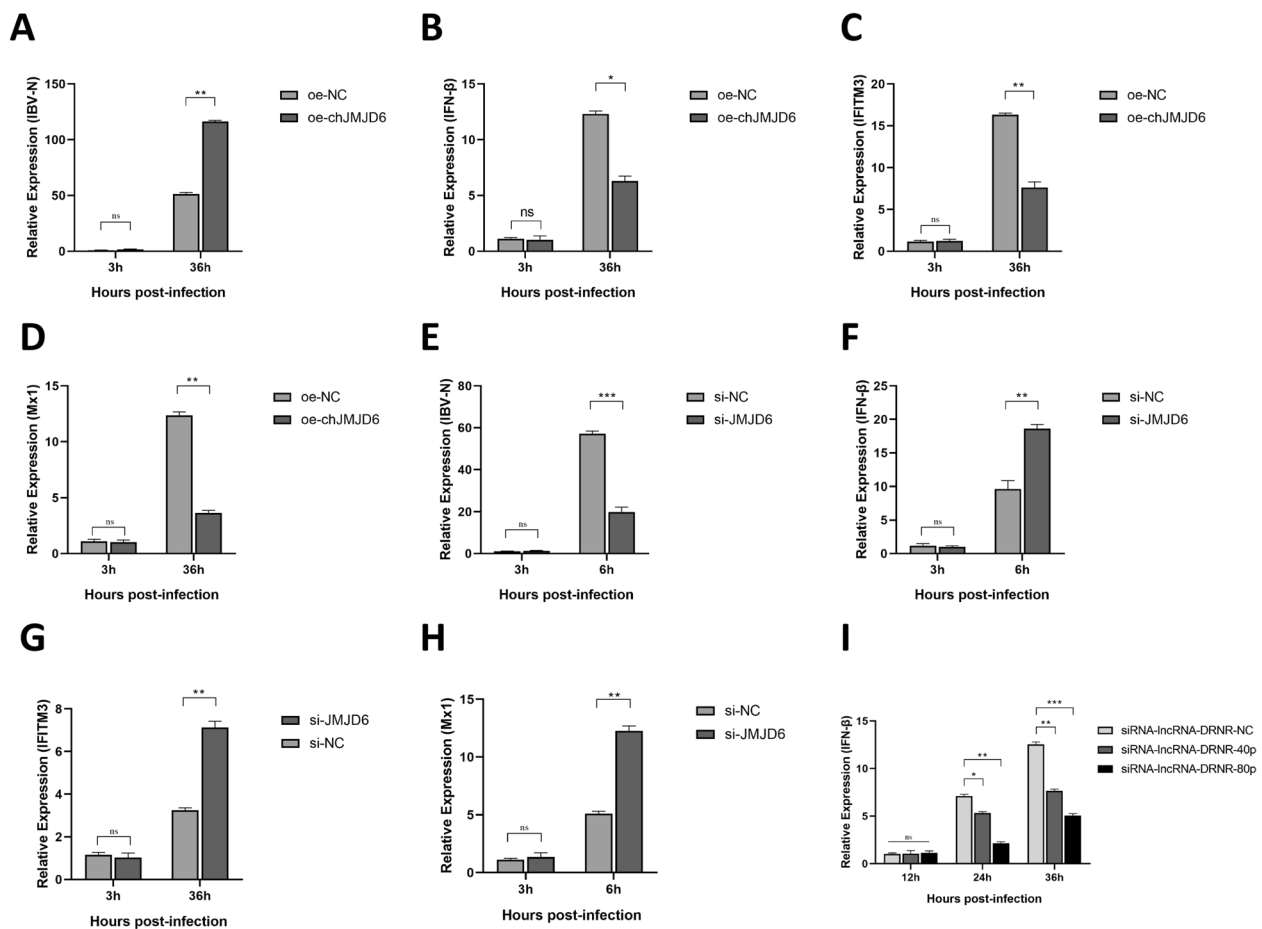 A
Relative Expression (IBV-N)
150
100
50
0
ns
**
3h
36h
Hours post-infection
oe-NC
oe-chJMJD6
B
Relative Expression (IFN-β)
15
10
5
0
ns
*
3h
36h
Hours post-infection
oe-NC
oe-chJMJD6
C
Relative Expression (IFITM3)
20
15
10
5
0
ns
**
3h
36h
Hours post-infection
oe-NC
oe-chJMJD6
D
Relative Expression (Mx1)
15
10
5
0
ns
**
3h
36h
Hours post-infection
oe-NC
oe-chJMJD6
E
Relative Expression (IBV-N)
80
60
40
20
0
ns
***
3h
6h
Hours post-infection
si-NC
si-JMJD6
F
Relative Expression (IFN-β)
25
20
15
10
5
0
ns
**
3h
6h
Hours post-infection
si-NC
si-JMJD6
G
Relative Expression (IFITM3)
8
6
4
2
0
ns
**
3h
36h
Hours post-infection
si-JMJD6
si-NC
H
Relative Expression (Mx1)
15
10
5
0
ns
**
3h
6h
Hours post-infection
si-NC
si-JMJD6
I
Relative Expression (IFN-β)
15
10
5
0
ns
*
**
**
***
12h
24h
36h
Hours post-infection
siRNA-lncRNA-DRNR-NC
siRNA-lncRNA-DRNR-40p
siRNA-lncRNA-DRNR-80p